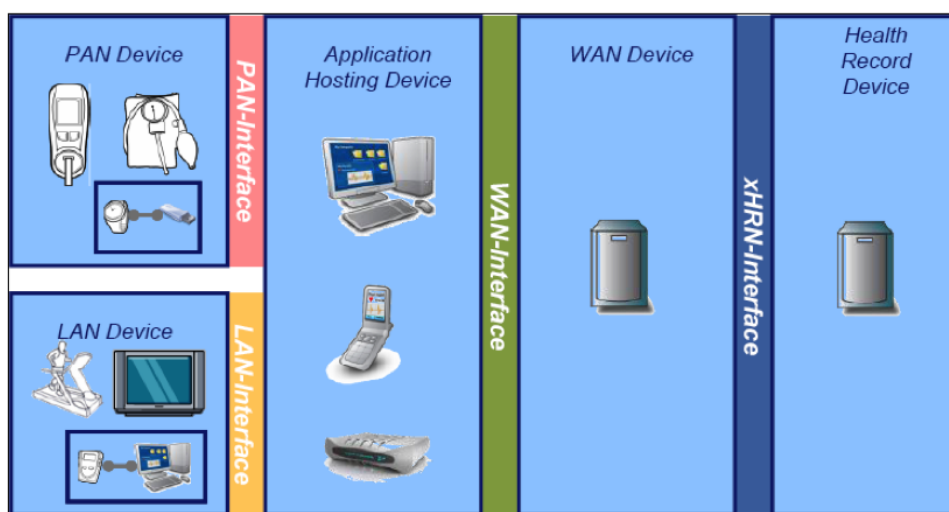 PAN Device
PAN-Interface
Application
Hosting Device
WAN-Interface
WAN Device
xHRN-Interface
Health
Record
Device
LAN Device
LAN-Interface